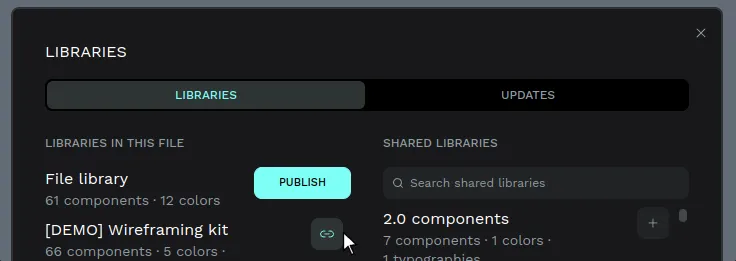 LIBRARIES
LIBRARIES
UPDATES
LIBRARIES IN THIS FILE
File library
61 components · 12 colors
PUBLISH
[DEMO] Wireframing kit
66 components · 5 colors ·
SHARED LIBRARIES
Search shared libraries
2.0 components
7 components · 1 colors ·
1 typographies